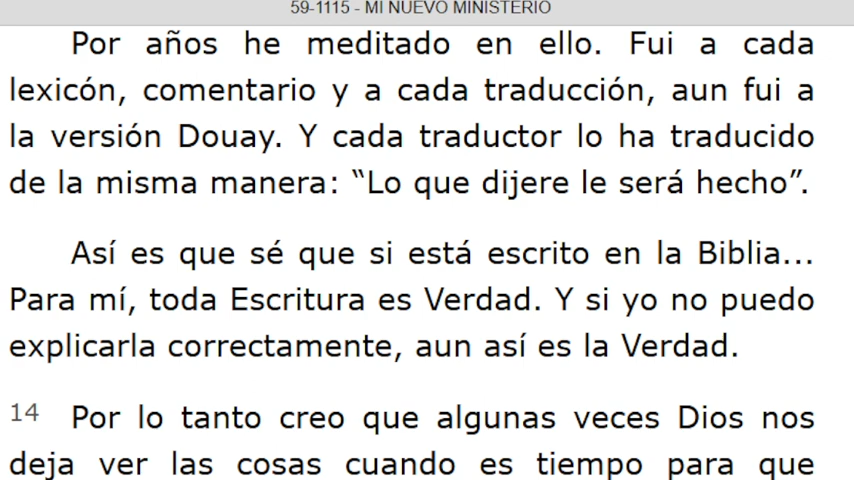 59-1115 - MI NUEVO MINISTERIO
Por años he meditado en ello. Fui a cada
lexicón, comentario y a cada traducción, aun fui a
la versión Douay. Y cada traductor lo ha traducido
de la misma manera: “Lo que dijere le será hecho”.
Así es que sé que si está escrito en la Biblia...
Para mí, toda Escritura es Verdad. Y si yo no puedo
explicarla correctamente, aun así es la Verdad.
14 Por lo tanto creo que algunas veces Dios nos
deja ver las cosas cuando es tiempo para que